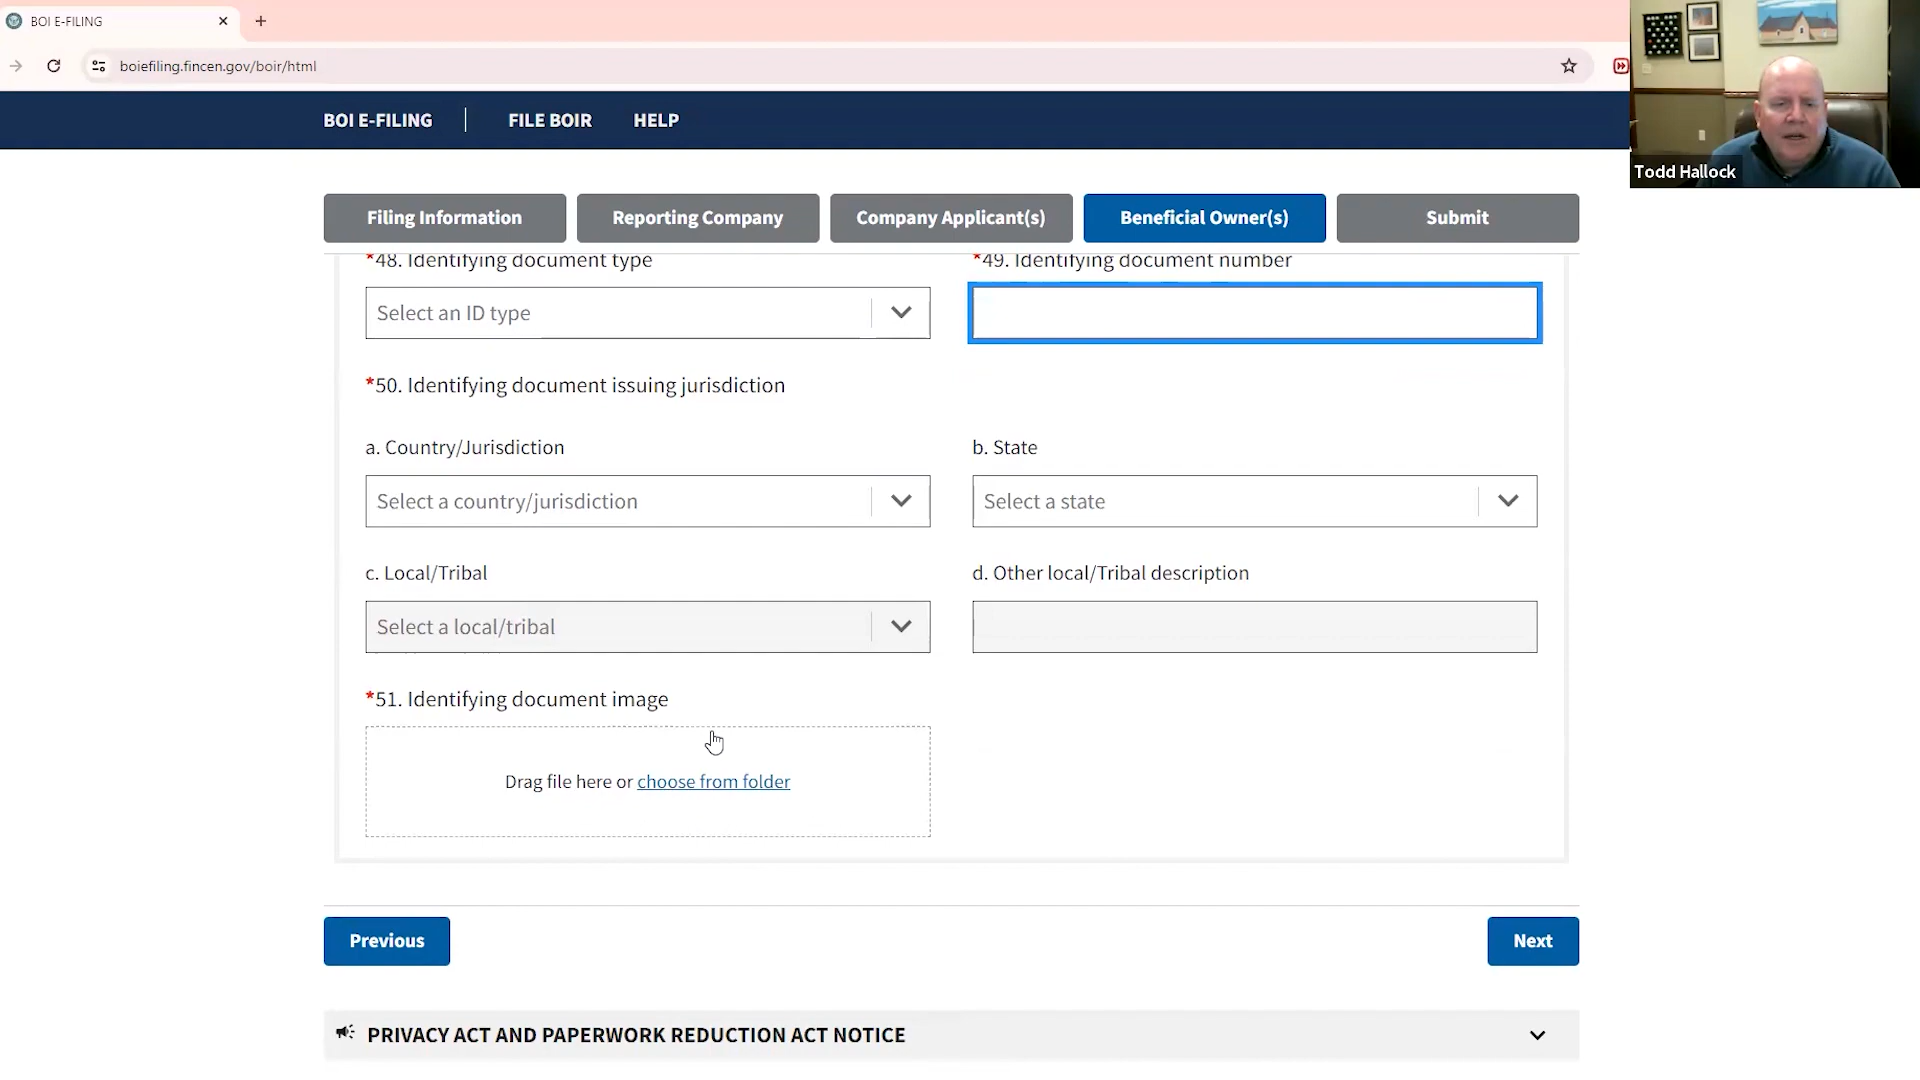 BOI E-FILING
boiefiling.fincen.gov/boir/html
Todd Hallock
BOI E-FILING
FILE BOIR
HELP
Filing Information
Reporting Company
Company Applicant(s)
Beneficial Owner(s)
Submit
*48. Identifying document type
*49. Identifying document number
Select an ID type
*50. Identifying document issuing jurisdiction
a. Country/Jurisdiction
b. State
Select a country/jurisdiction
Select a state
c. Local/Tribal
d. Other local/Tribal description
Select a local/tribal
*51. Identifying document image
Drag file here or choose from folder
Previous
Next
PRIVACY ACT AND PAPERWORK REDUCTION ACT NOTICE